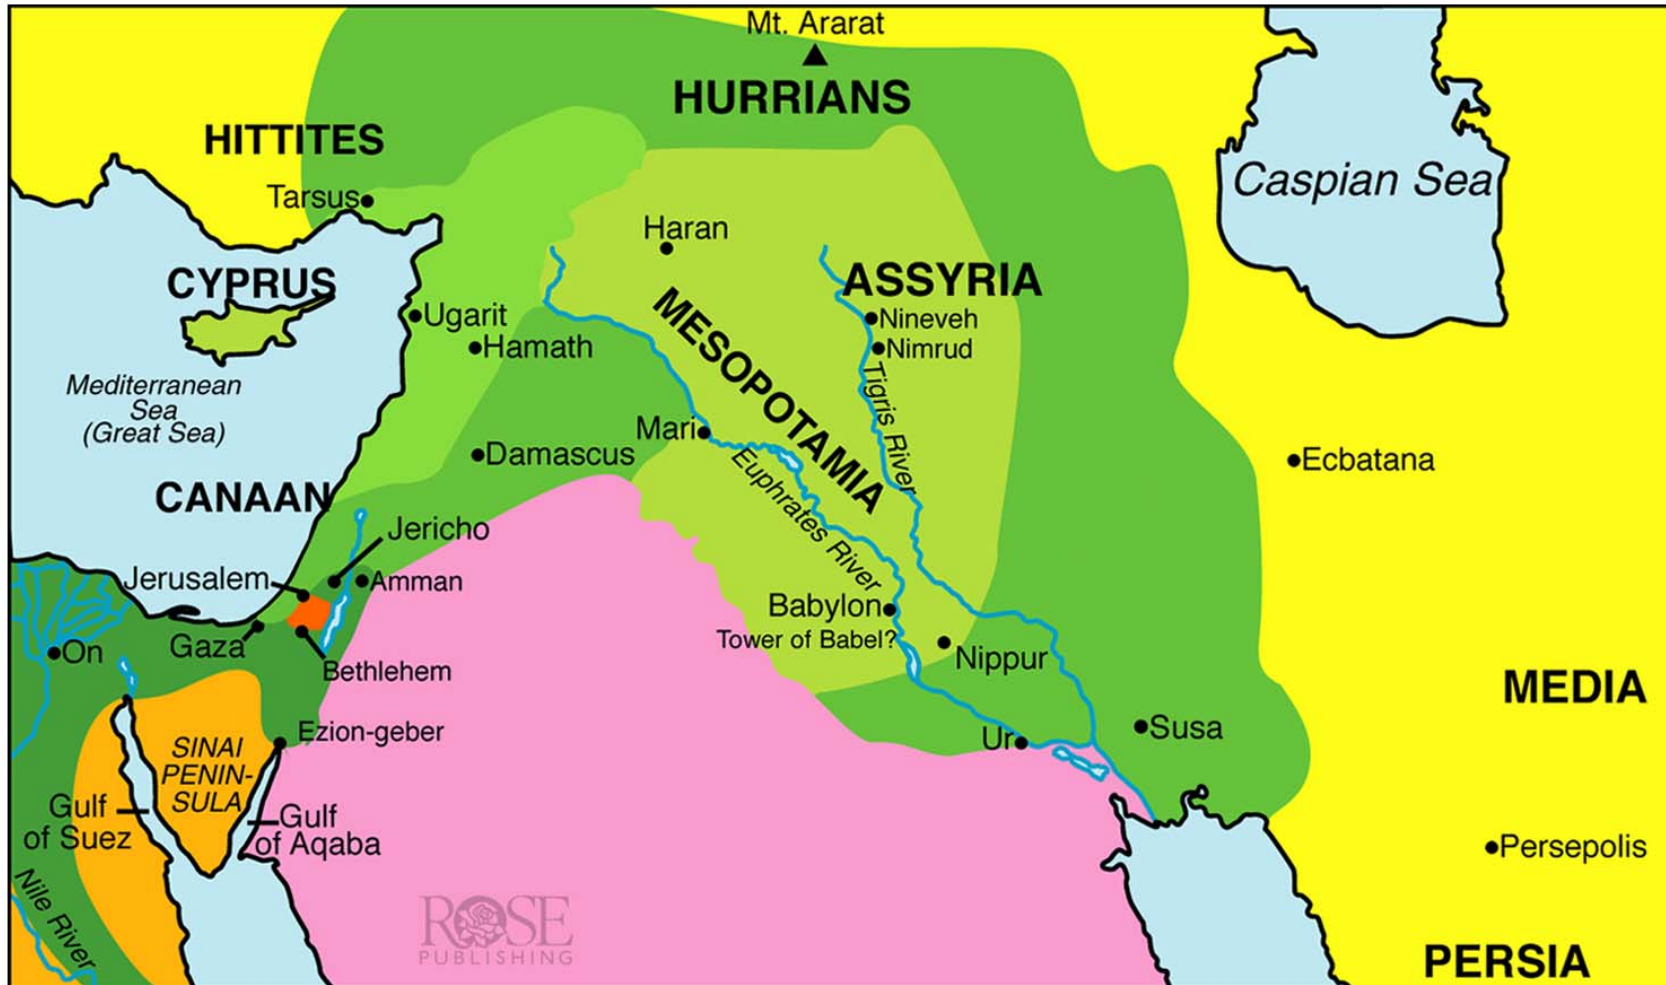 Mt. Ararat
HURRIANS
HITTITES
Tarsus
Caspian Sea
Haran
CYPRUS
ASSYRIA
Ugarit
Nineveh
Hamath
Nimrud
MESOPOTAMIA
Tigris River
Mediterranean
Sea
(Great Sea)
Mari
Damascus
Euphrates River
Ecbatana
CANAAN
Jericho
Jerusalem
Amman
Babylon
Tower of Babel?
Gaza
On
Nippur
Bethlehem
MEDIA
Ezion-geber
Susa
Ur
SINAI
PENIN-
SULA
Gulf
of Suez
Gulf
of Aqaba
Persepolis
Nile River
ROSE
PUBLISHING
PERSIA